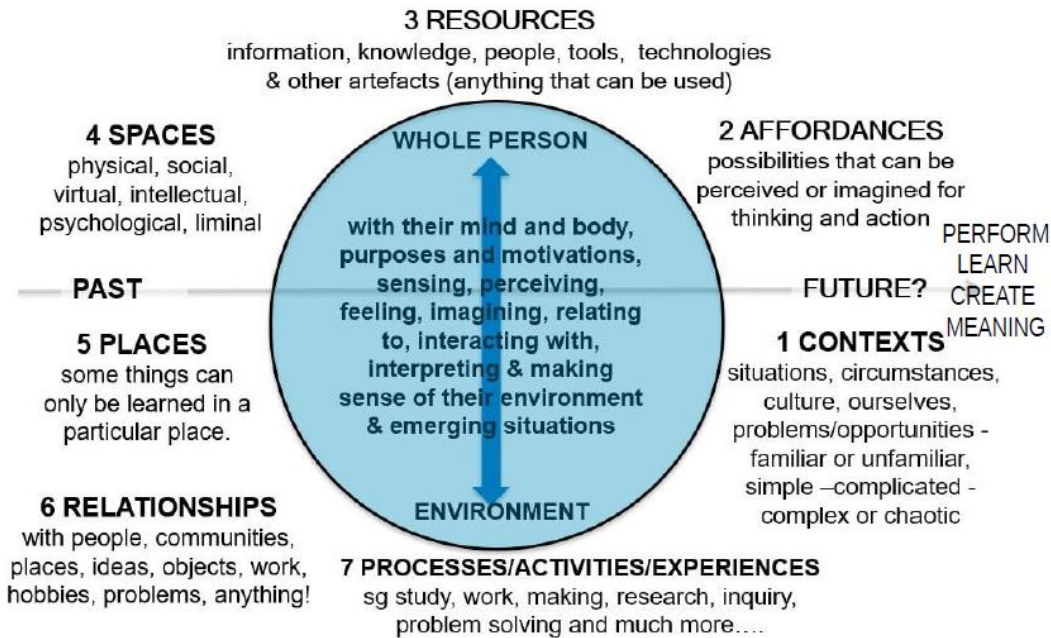 3 RESOURCES
information, knowledge, people, tools, technologies
& other artefacts (anything that can be used)
4 SPACES
physical, social,
virtual, intellectual,
psychological, liminal
WHOLE PERSON
2 AFFORDANCES
possibilities that can be
perceived or imagined for
thinking and action
with their mind and body,
purposes and motivations,
sensing, perceiving,
feeling, imagining, relating
to, interacting with,
interpreting & making
sense of their environment
& emerging situations
PAST
FUTURE?
PERFORM
LEARN
CREATE
MEANING
5 PLACES
some things can
only be learned in a
particular place.
1 CONTEXTS
situations, circumstances,
culture, ourselves,
problems/opportunities -
familiar or unfamiliar,
simple –complicated -
complex or chaotic
6 RELATIONSHIPS
with people, communities,
places, ideas, objects, work,
hobbies, problems, anything!
ENVIRONMENT
7 PROCESSES/ACTIVITIES/EXPERIENCES
sg study, work, making, research, inquiry,
problem solving and much more….